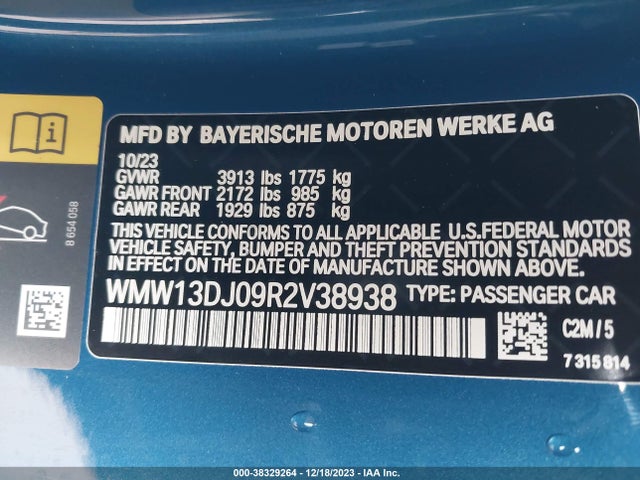 MFD BY BAYERISCHE MOTOREN WERKE AG
10/23
GVWR 3913 lbs 1775 kg
GAWR FRONT 2172 lbs 985 kg
GAWR REAR 1929 lbs 875 kg
THIS VEHICLE CONFORMS TO ALL APPLICABLE U.S.FEDERAL MOTOR
VEHICLE SAFETY, BUMPER AND THEFT PREVENTION STANDARDS
IN EFFECT ON THE DATE OF MANUFACTURE SHOWN ABOVE.
WMW13DJ09R2V38938 TYPE: PASSENGER CAR
C2M/5
7 315 814
8 654 058
000-38329264 - 12/18/2023 - IAAI.COM